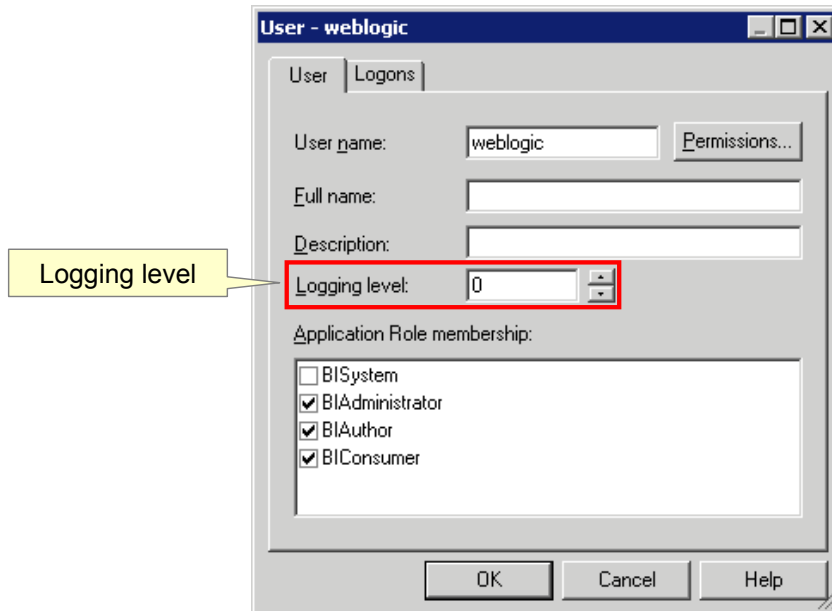 User - weblogic
User
Logons
User name:
weblogic
Permissions...
Full name:
Description:
Logging level
Logging level:
0
Application Role membership:
BISystem
BIAdministrator
BIAuthor
BIConsumer
OK
Cancel
Help